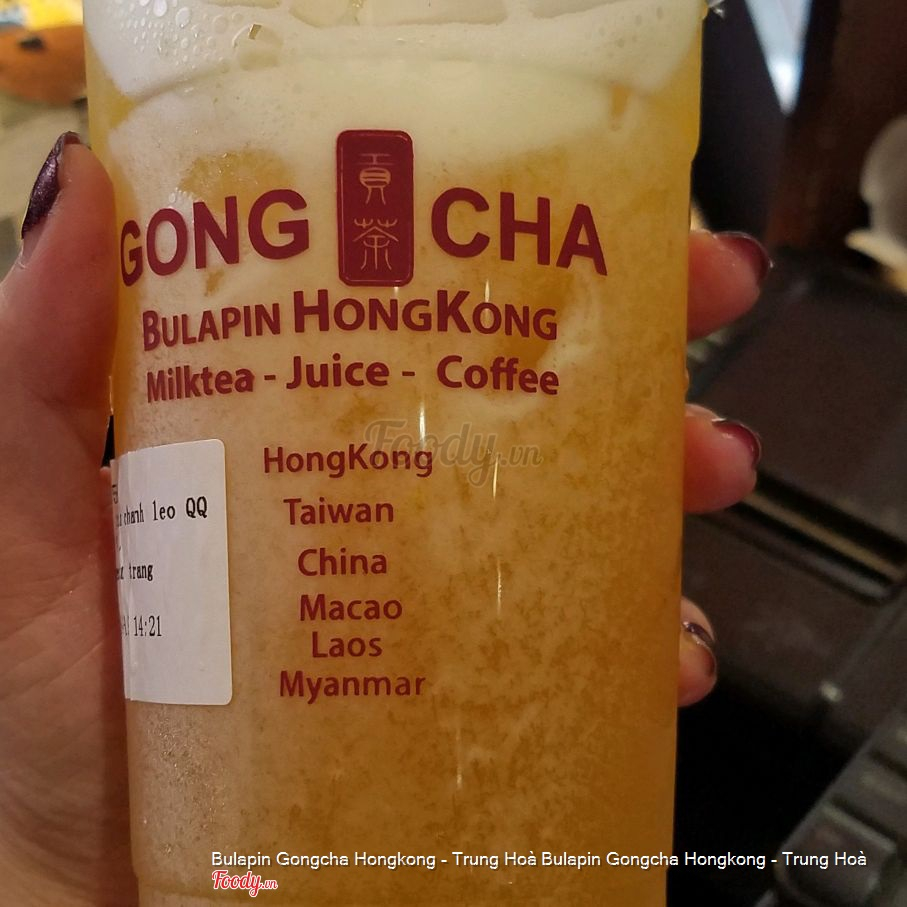 GONG 貢茶 CHA
BULAPIN HONGKONG
Milktea - Juice - Coffee
HongKong
Foody.vn
Taiwan
China
Macao
Laos
Myanmar
chanh leo QQ
trang
14:21
Bulapin Gongcha Hongkong - Trung Hoà Bulapin Gongcha Hongkong - Trung Hoà
Foody.vn